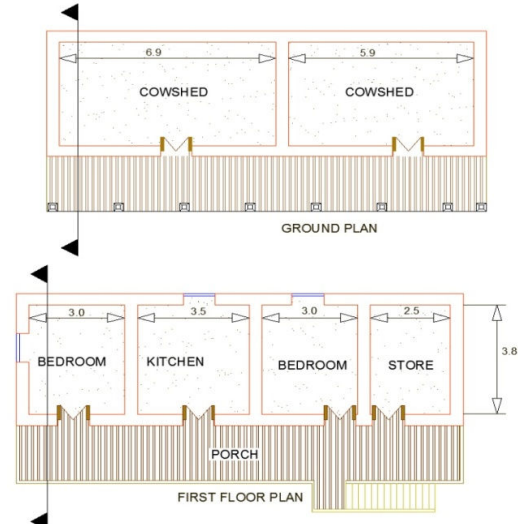 6.9 5.9
COWSHED COWSHED
GROUND PLAN
3.0 3.5 3.0 2.5
3.8
BEDROOM KITCHEN BEDROOM STORE
PORCH
FIRST FLOOR PLAN